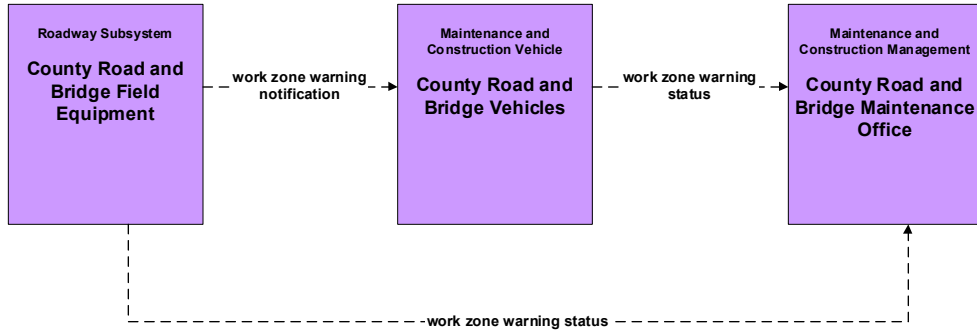 Roadway Subsystem
County Road and
Bridge Field
Equipment
work zone warning
notification
Maintenance and
Construction Vehicle
County Road and
Bridge Vehicles
work zone warning
status
Maintenance and
Construction Management
County Road and
Bridge Maintenance
Office
work zone warning status